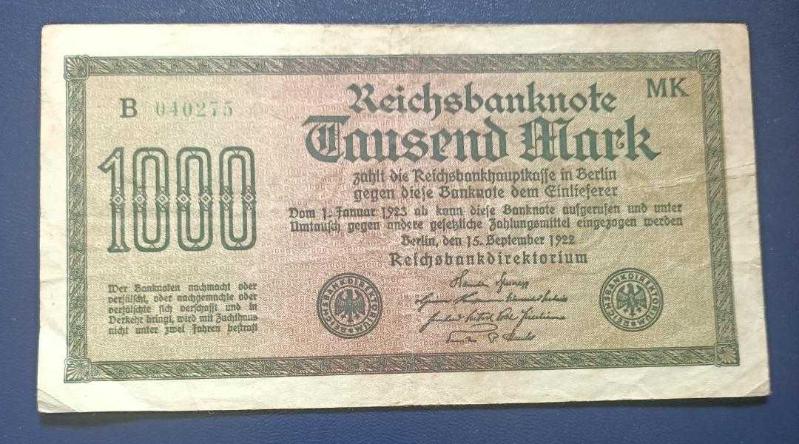 Reichsbanknote
MK
B 040275
Tausend Mark
1000
zahlt die Reichsbankhauptkasse in Berlin
gegen diese Banknote dem Einlieferer
Vom 1. Januar 1923 ab kann diese Banknote aufgerufen und unter
Umtausch gegen andere gesetzliche Zahlungsmittel eingezogen werden
Berlin, den 15. September 1922
Reichsbankdirektorium
Wer Banknoten nachmacht oder
verfälscht, oder nachgemachte oder
verfälschte sich verschafft und in
Verkehr bringt, wird mit Zuchthaus
nicht unter zwei Jahren bestraft
REICHSBANKDIREKTORIUM
REICHSBANKDIREKTORIUM